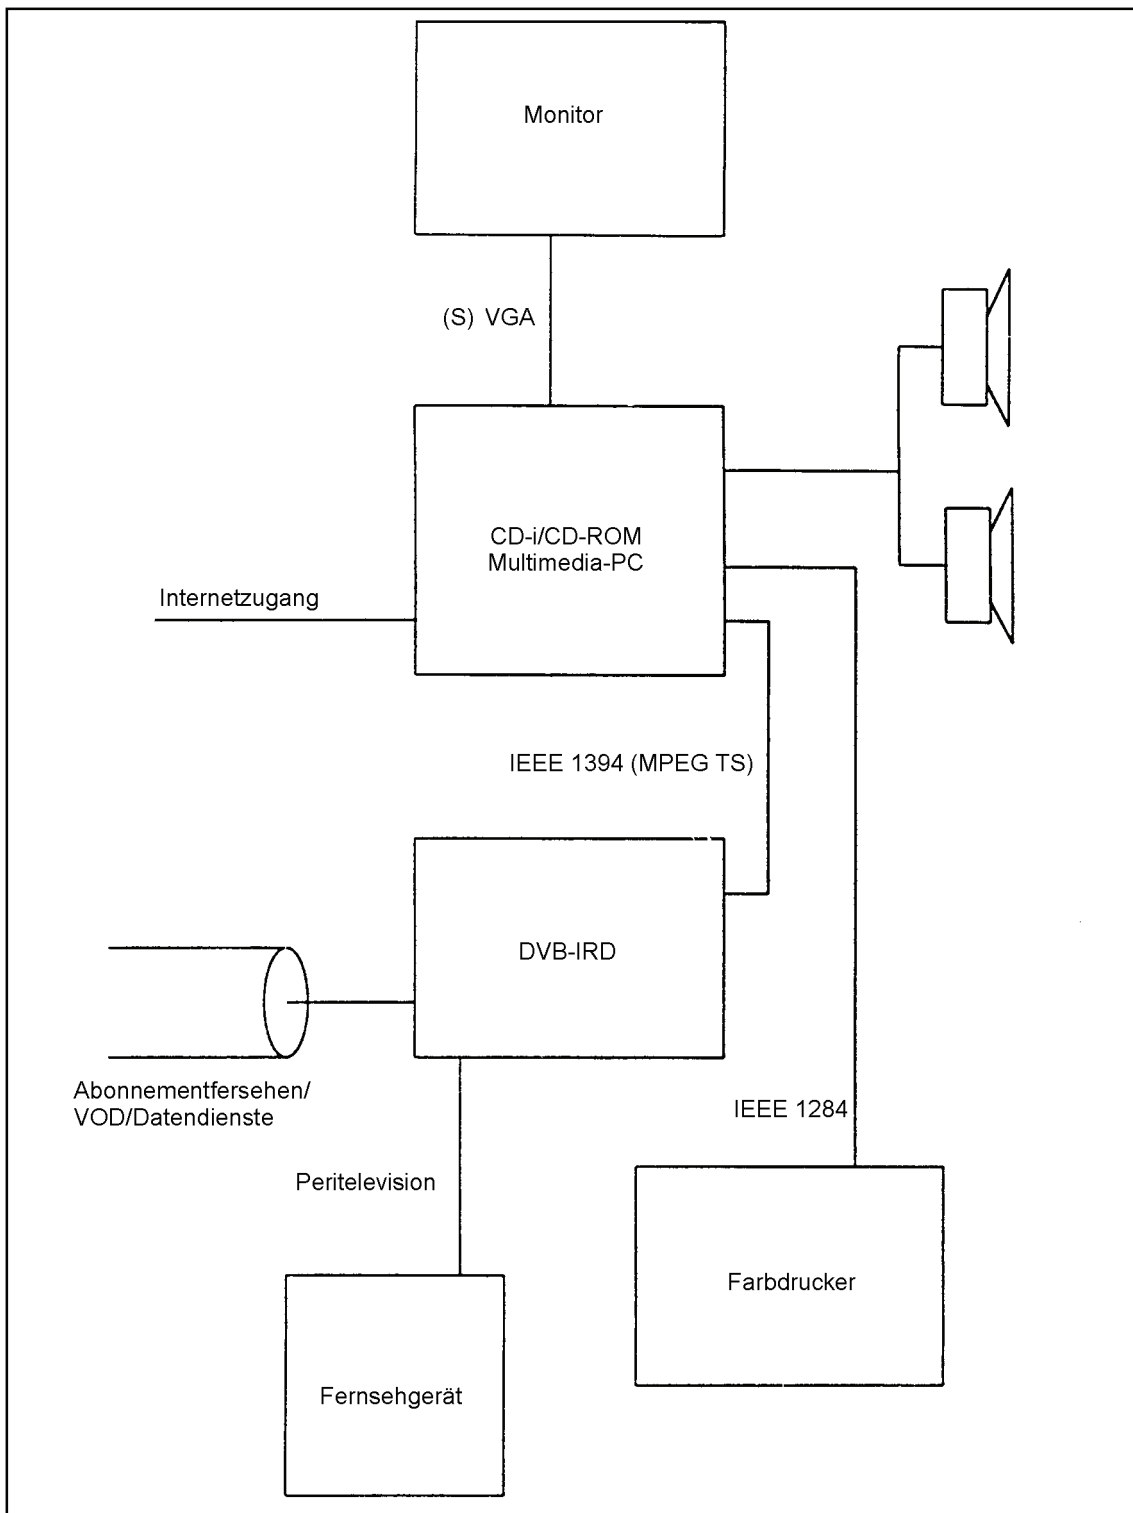 Monitor
(S) VGA
CD-i/CD-ROM
Multimedia-PC
Internetzugang
IEEE 1394 (MPEG TS)
DVB-IRD
Abonnementfersehen/
VOD/Datendienste
IEEE 1284
Peritelevision
Farbdrucker
Fernsehgerät